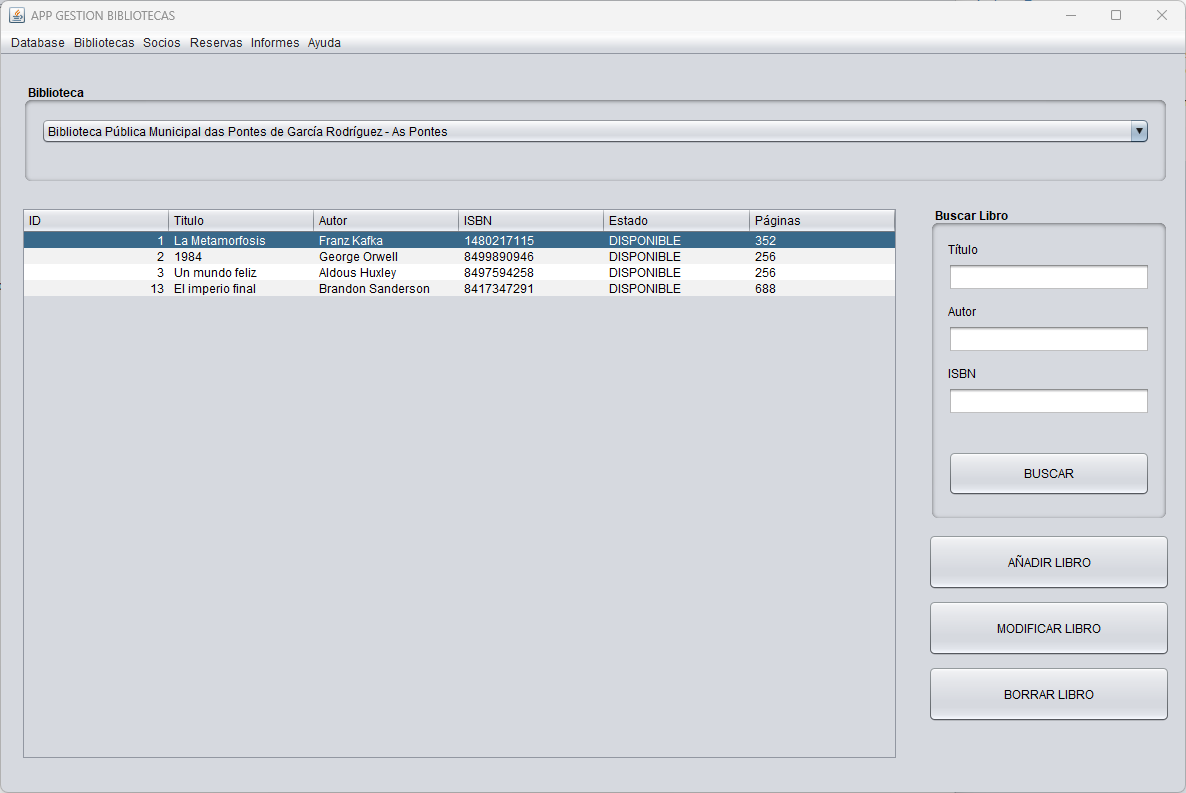 APP GESTION BIBLIOTECAS
Database Bibliotecas Socios Reservas Informes Ayuda
Biblioteca
Biblioteca Pública Municipal das Pontes de García Rodríguez - As Pontes
ID Titulo Autor ISBN Estado Páginas
1 La Metamorfosis Franz Kafka 1480217115 DISPONIBLE 352
2 1984 George Orwell 8499890946 DISPONIBLE 256
3 Un mundo feliz Aldous Huxley 8497594258 DISPONIBLE 256
13 El imperio final Brandon Sanderson 8417347291 DISPONIBLE 688
Buscar Libro
Título
Autor
ISBN
BUSCAR
AÑADIR LIBRO
MODIFICAR LIBRO
BORRAR LIBRO